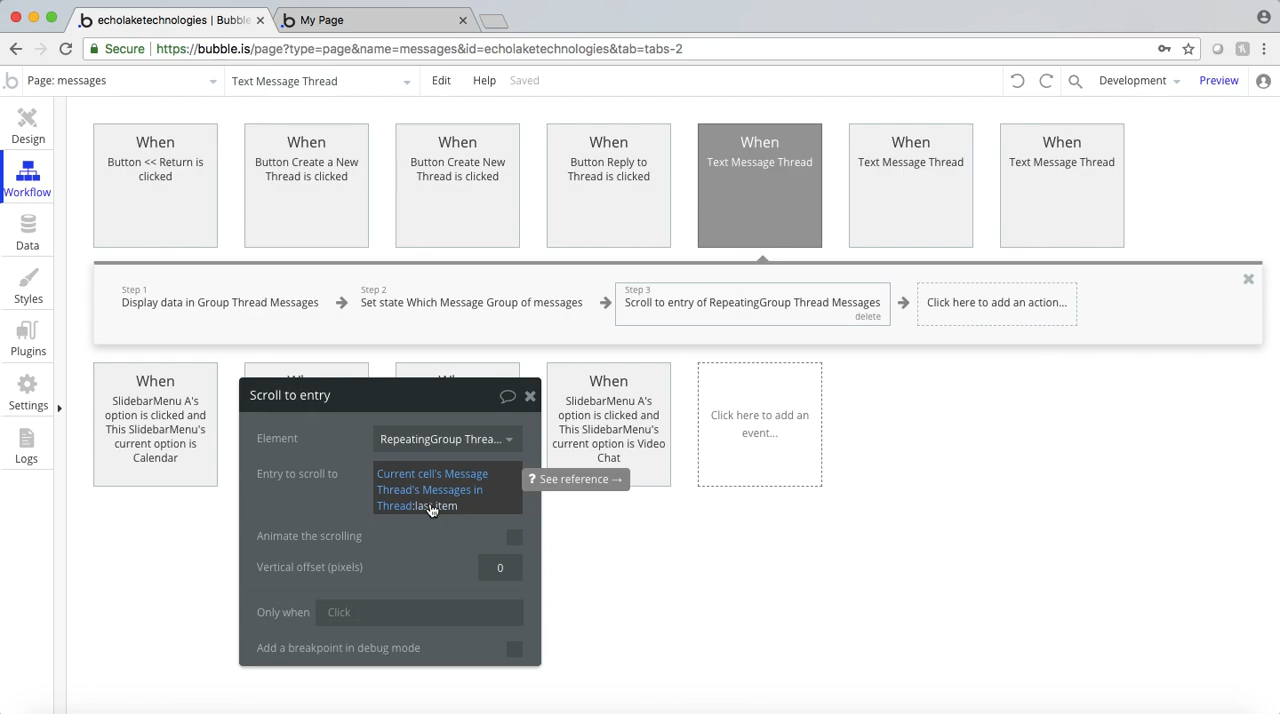 echolaketechnologies | Bubble
My Page
Secure
https://bubble.is/page?type=page&name=messages&id=echolaketechnologies&tab=tabs-2
Page: messages
Text Message Thread
Edit
Help
Saved
Development
Preview
Design
Workflow
Data
Styles
Plugins
Settings
Logs
When
Button << Return is
clicked
When
Button Create a New
Thread is clicked
When
Button Create New
Thread is clicked
When
Button Reply to
Thread is clicked
When
Text Message Thread
When
Text Message Thread
When
Text Message Thread
Step 1
Display data in Group Thread Messages
Step 2
Set state Which Message Group of messages
Step 3
Scroll to entry of RepeatingGroup Thread Messages
delete
Click here to add an action...
When
SlidebarMenu A's
option is clicked and
This SlidebarMenu's
current option is
Calendar
When
SlidebarMenu A's
option is clicked and
This SlidebarMenu's
current option is Video
Chat
Click here to add an
event...
Scroll to entry
Element
RepeatingGroup Threa...
Entry to scroll to
Current cell's Message
Thread's Messages in
Thread:last item
? See reference →
Animate the scrolling
Vertical offset (pixels)
0
Only when
Click
Add a breakpoint in debug mode